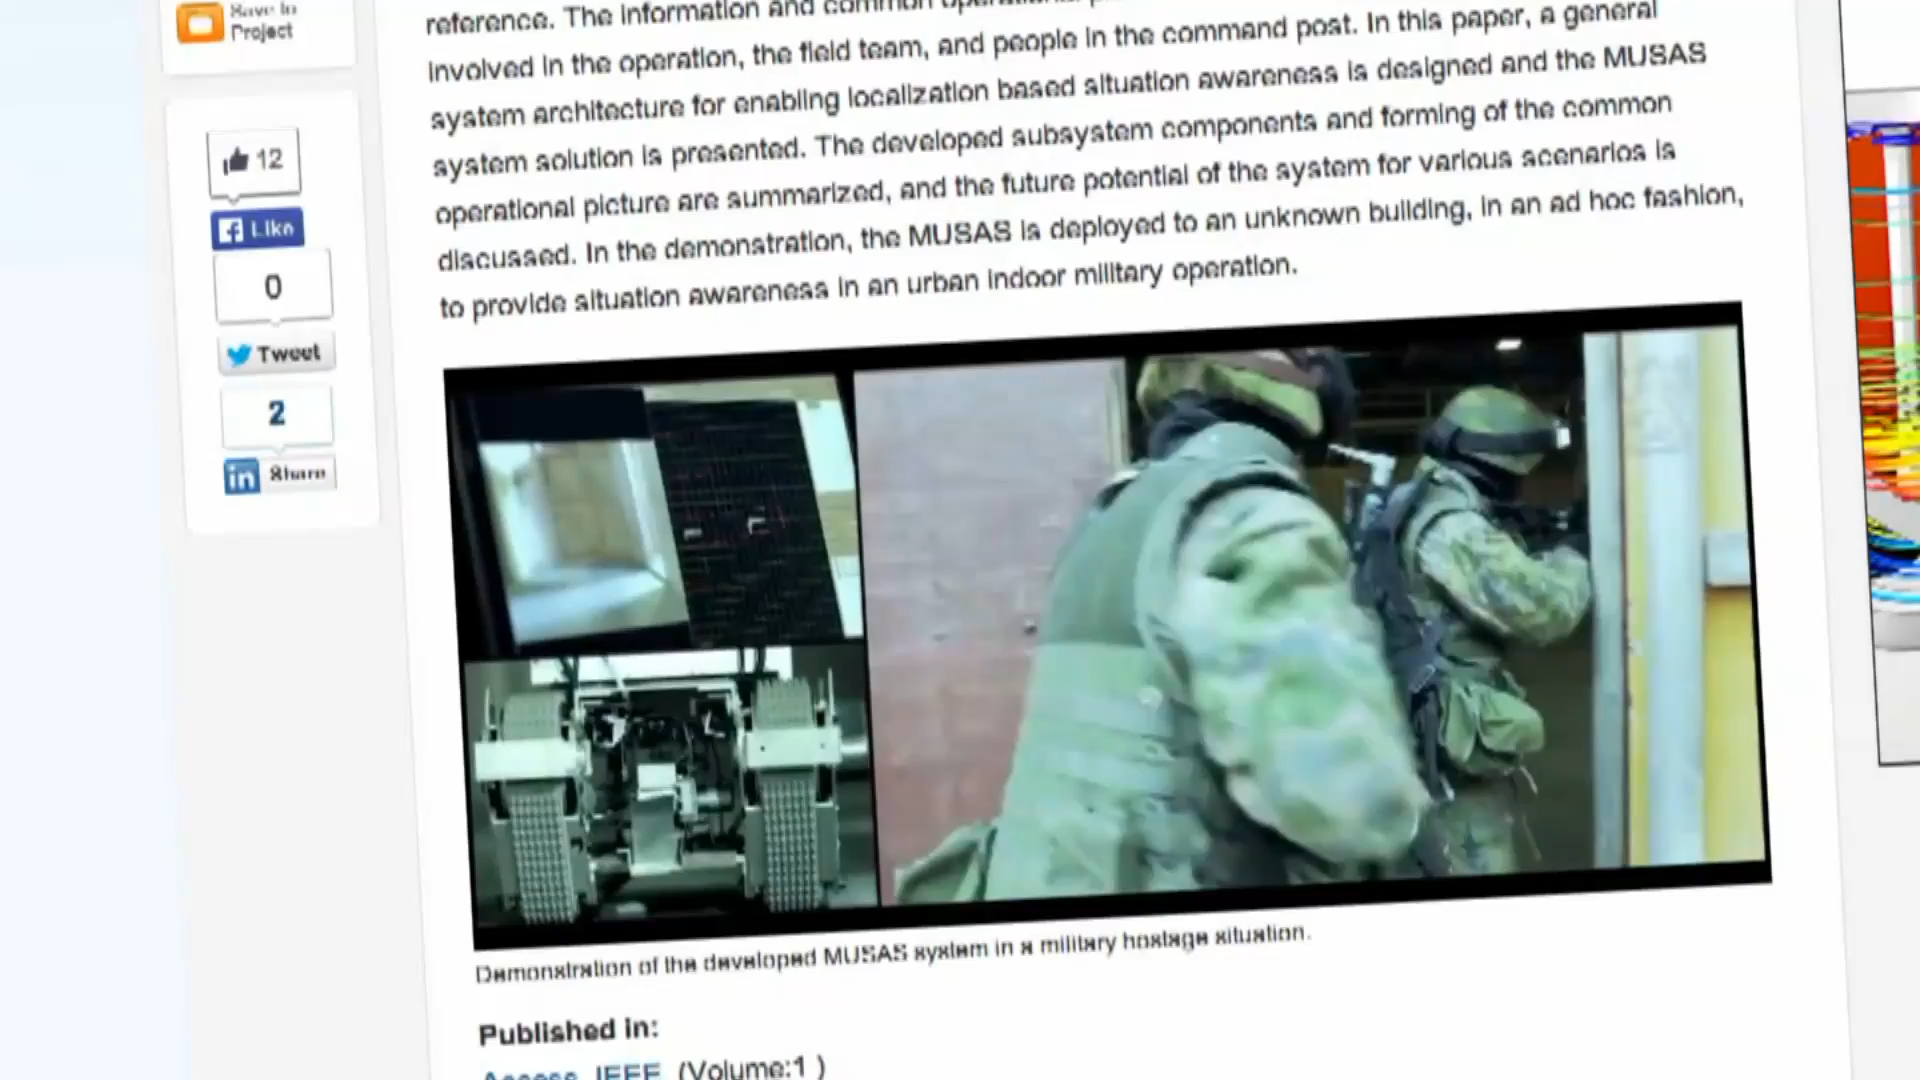 Save to
Project
12
Like
0
Tweet
2
in Share
reference. The information and common
involved in the operation, the field team, and people in the command post. In this paper, a general
system architecture for enabling localization based situation awareness is designed and the MUSAS
system solution is presented. The developed subsystem components and forming of the common
operational picture are summarized, and the future potential of the system for various scenarios is
discussed. In the demonstration, the MUSAS is deployed to an unknown building, in an ad hoc fashion,
to provide situation awareness in an urban indoor military operation.
Demonstration of the developed MUSAS system in a military hostage situation.
Published in:
Access, IEEE (Volume:1 )